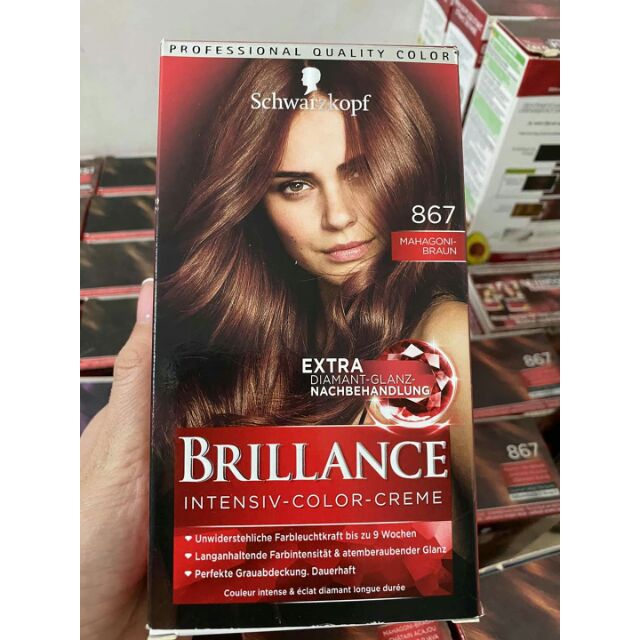 PROFESSIONAL QUALITY COLOR
Schwarzkopf
867
MAHAGONI-
BRAUN
EXTRA
DIAMANT-GLANZ-
NACHBEHANDLUNG
BRILLANCE
INTENSIV-COLOR-CREME
Unwiderstehliche Farbleuchtkraft bis zu 9 Wochen
Langanhaltende Farbintensität & atemberaubender Glanz
Perfekte Grauabdeckung. Dauerhaft
Couleur intense & éclat diamant longue durée
867
867